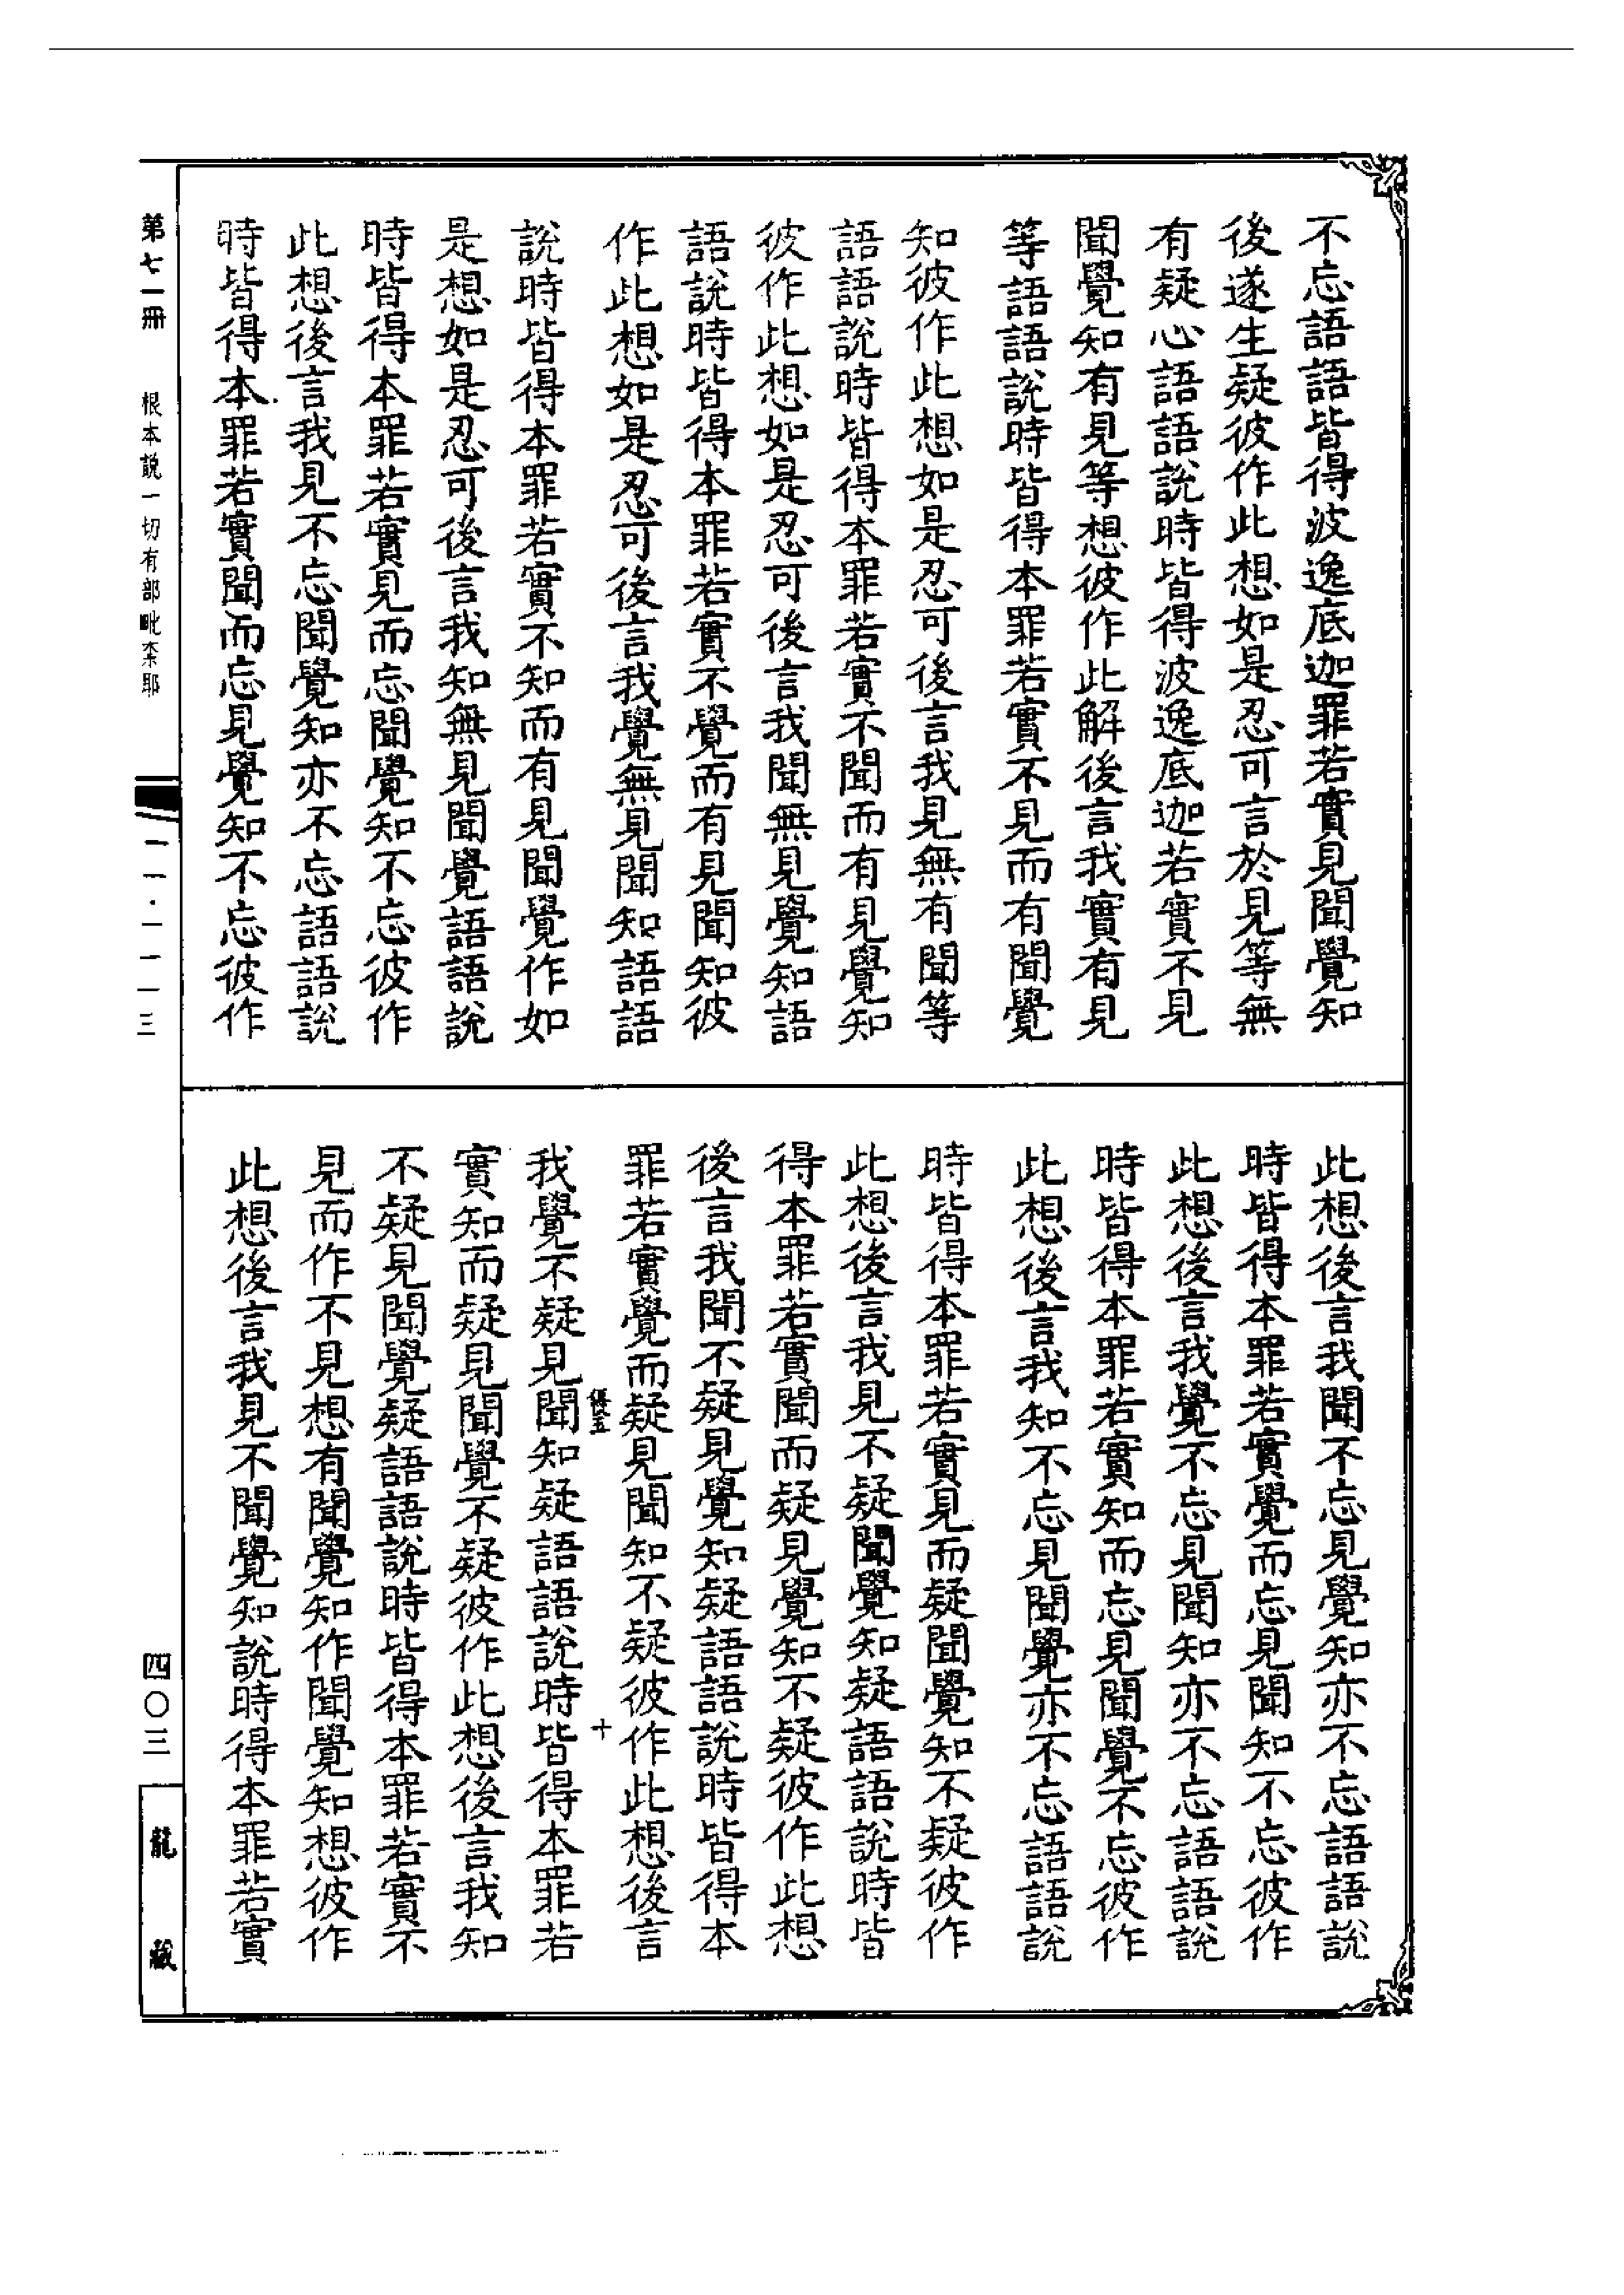 不忘語語皆得波逸底迦罪若實見聞覺知
後遂生疑彼作此想如是忍可言於見等無
有疑心語語說時皆得波逸底迦若實不見
聞覺知有見等想彼作此解後言我實有見
等語語說時皆得本罪若實不見而有聞覺
知彼作此想如是忍可後言我見無有聞等
語語說時皆得本罪若實不聞而有見覺知
彼作此想如是忍可後言我聞無見覺知語
語說時皆得本罪若實不覺而有見聞知彼
作此想如是忍可後言我覺無見聞知語語
說時皆得本罪若實不知而有見聞覺作如
是想如是忍可後言我知無見聞覺語語說
時皆得本罪若實見而忘聞覺知不忘彼作
此想後言我見不忘聞覺知亦不忘語語說
時皆得本罪若實聞而忘見覺知不忘彼作
此想後言我聞不忘見覺知亦不忘語語說
時皆得本罪若實覺而忘見聞知不忘彼作
此想後言我覺不忘見聞知亦不忘語語說
時皆得本罪若實知而忘見聞覺不忘彼作
此想後言我知不忘見聞覺亦不忘語語說
時皆得本罪若實見而疑聞覺知不疑彼作
此想後言我見不疑聞覺知疑語語說時皆
得本罪若實聞而疑見覺知不疑彼作此想
後言我聞不疑見覺知疑語語說時皆得本
罪若實覺而疑見聞知不疑彼作此想後言
十
我覺不疑見聞知疑語語說時皆得本罪若
實知而疑見聞覺不疑彼作此想後言我知
不疑見聞覺疑語語說時皆得本罪若實不
見而作不見想有聞覺知作聞覺知想彼作
此想後言我見不聞覺知說時得本罪若實
第七一冊
根本說一切有部毗柰耶
四〇三
龍藏